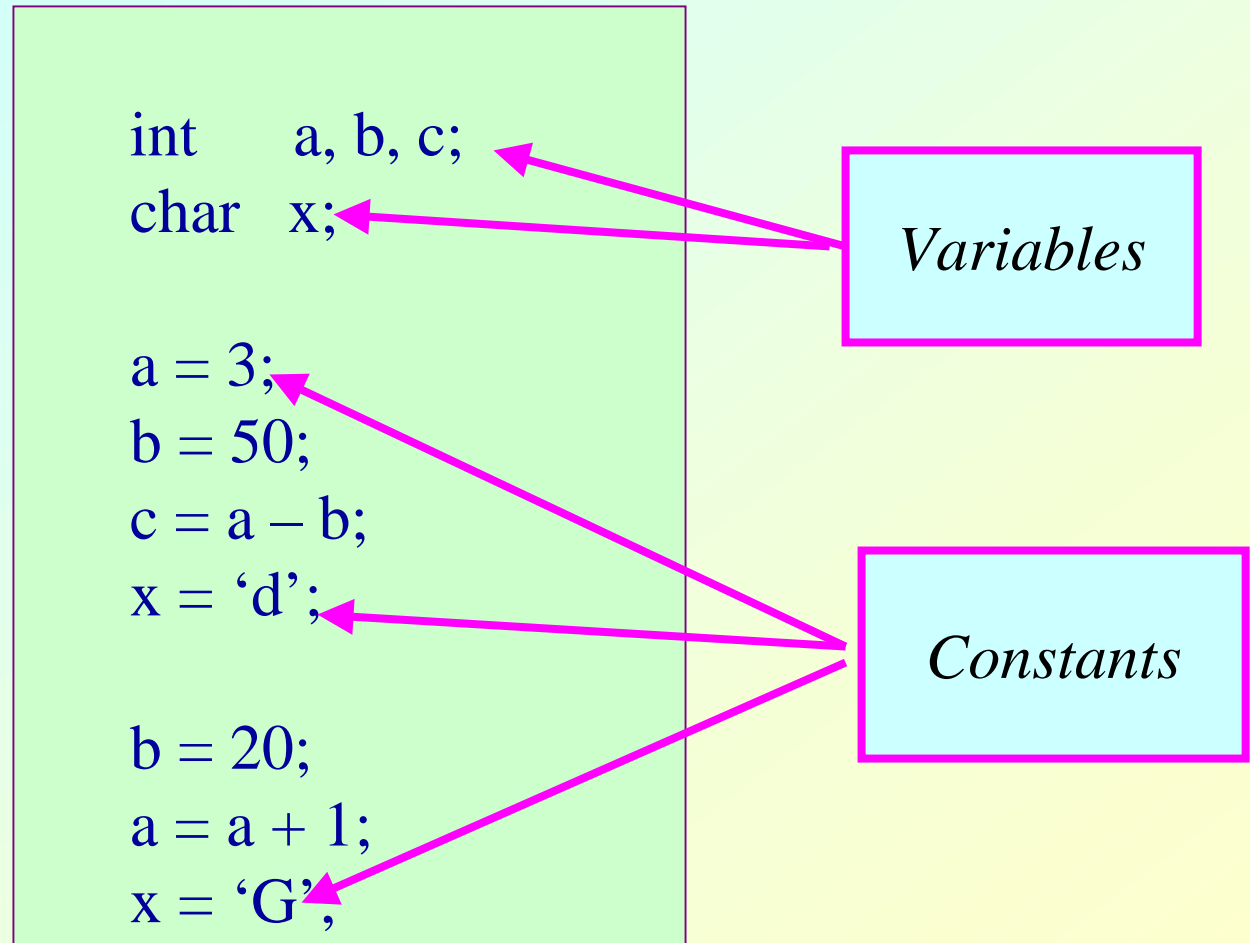 int a, b, c;
char x;
Variables
a = 3;
b = 50;
c = a – b;
x = ‘d’;
Constants
b = 20;
a = a + 1;
x = ‘G’;